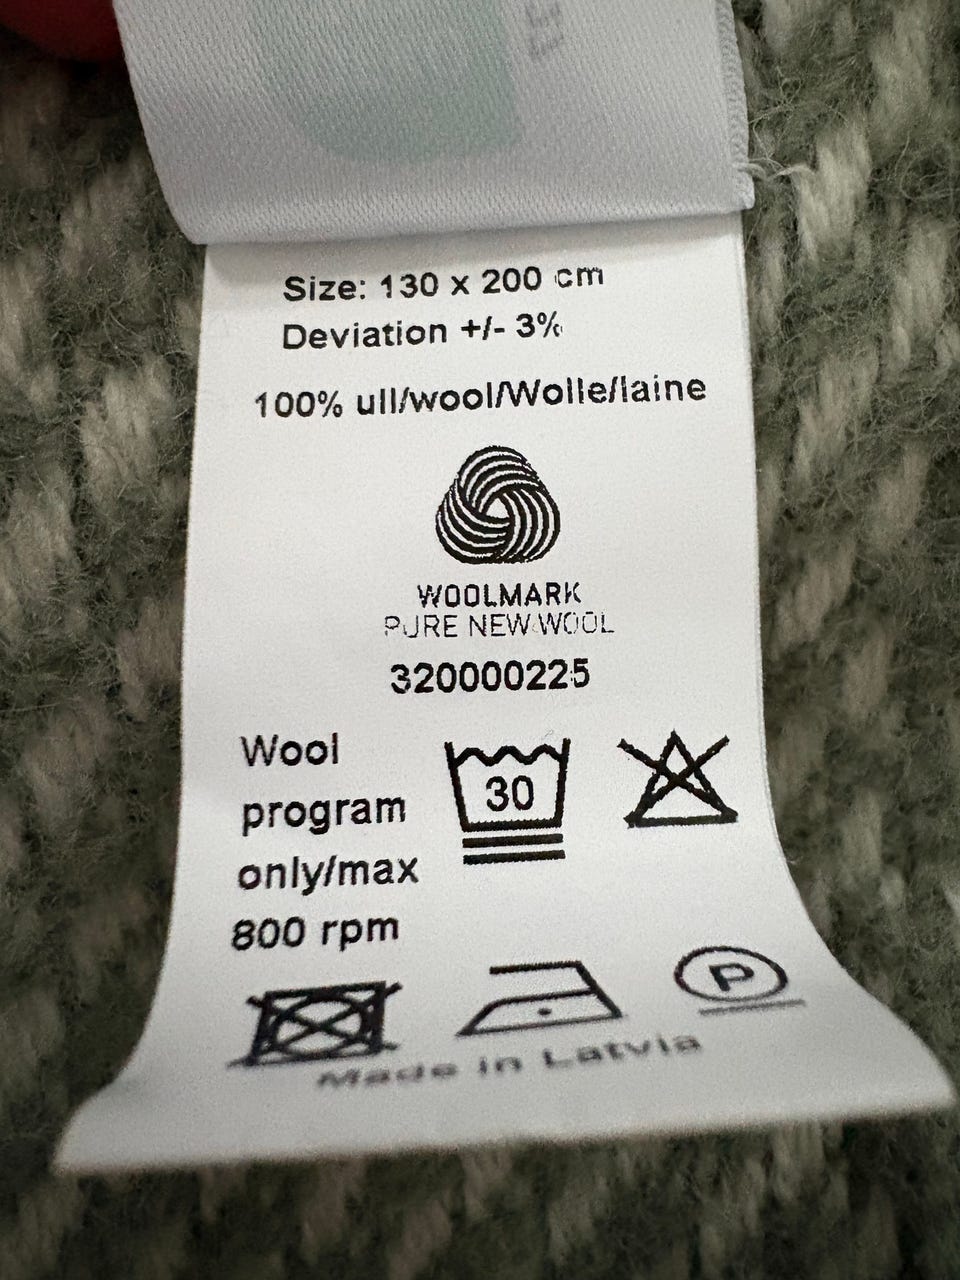 Size: 130 x 200 cm
Deviation +/- 3%
100% ull/wool/Wolle/laine
WOOLMARK
PURE NEW WOOL
320000225
Wool
program
only/max
800 rpm
30
P
Made in Latvia